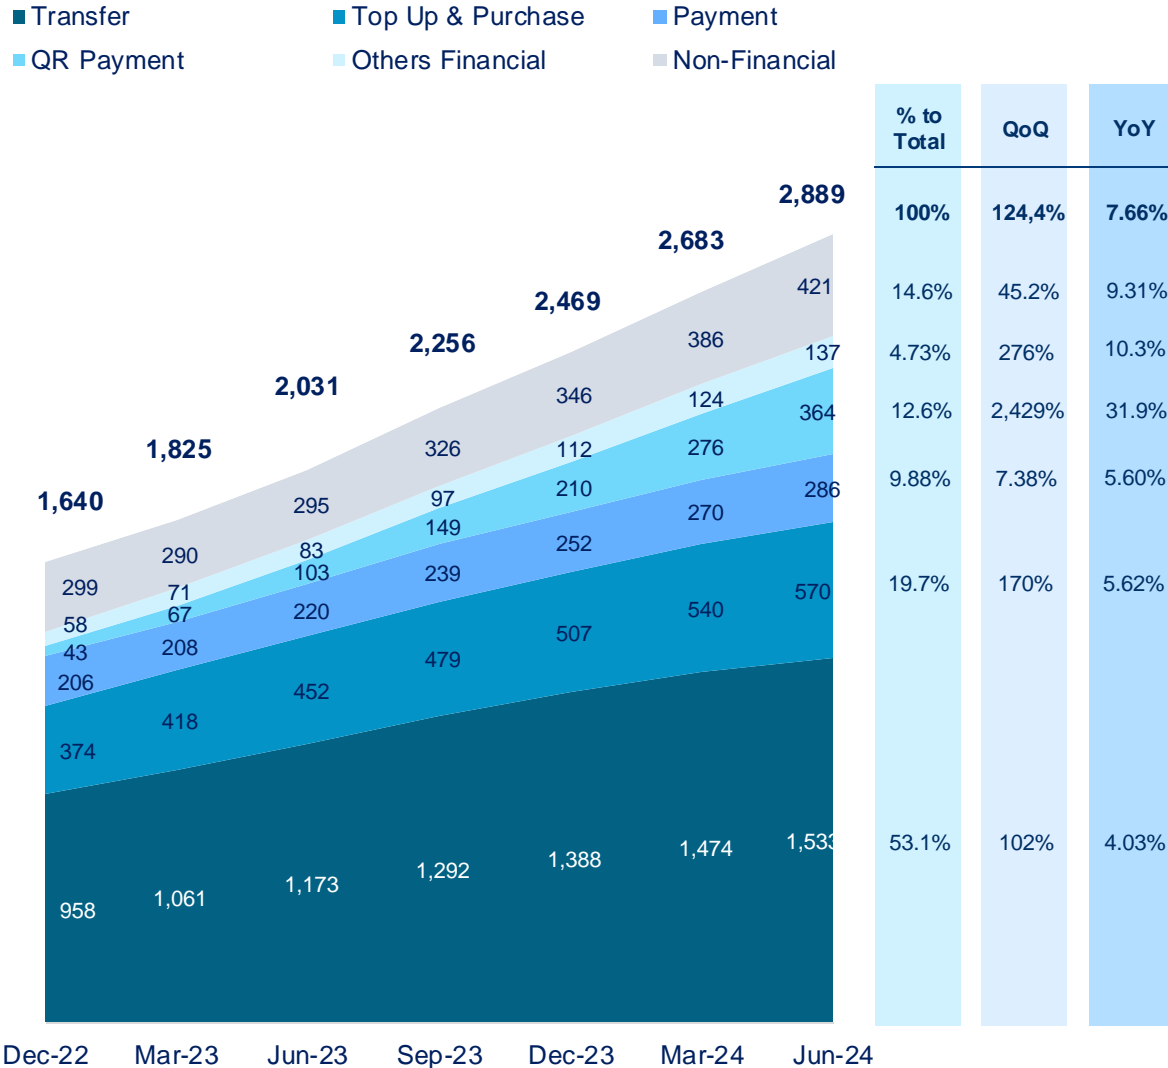 Transfer Top Up & Purchase Payment
QR Payment Others Financial Non-Financial
% to Total QoQ YoY
100% 124,4% 7.66%
14.6% 45.2% 9.31%
4.73% 276% 10.3%
12.6% 2,429% 31.9%
9.88% 7.38% 5.60%
19.7% 170% 5.62%
53.1% 102% 4.03%
1,640 1,825 2,031 2,256 2,469 2,683 2,889
299 290 295 326 346 386 421
58 71 83 97 112 124 137
43 67 103 149 210 276 364
206 208 220 239 252 270 286
374 418 452 479 507 540 570
958 1,061 1,173 1,292 1,388 1,474 1,533
Dec-22 Mar-23 Jun-23 Sep-23 Dec-23 Mar-24 Jun-24